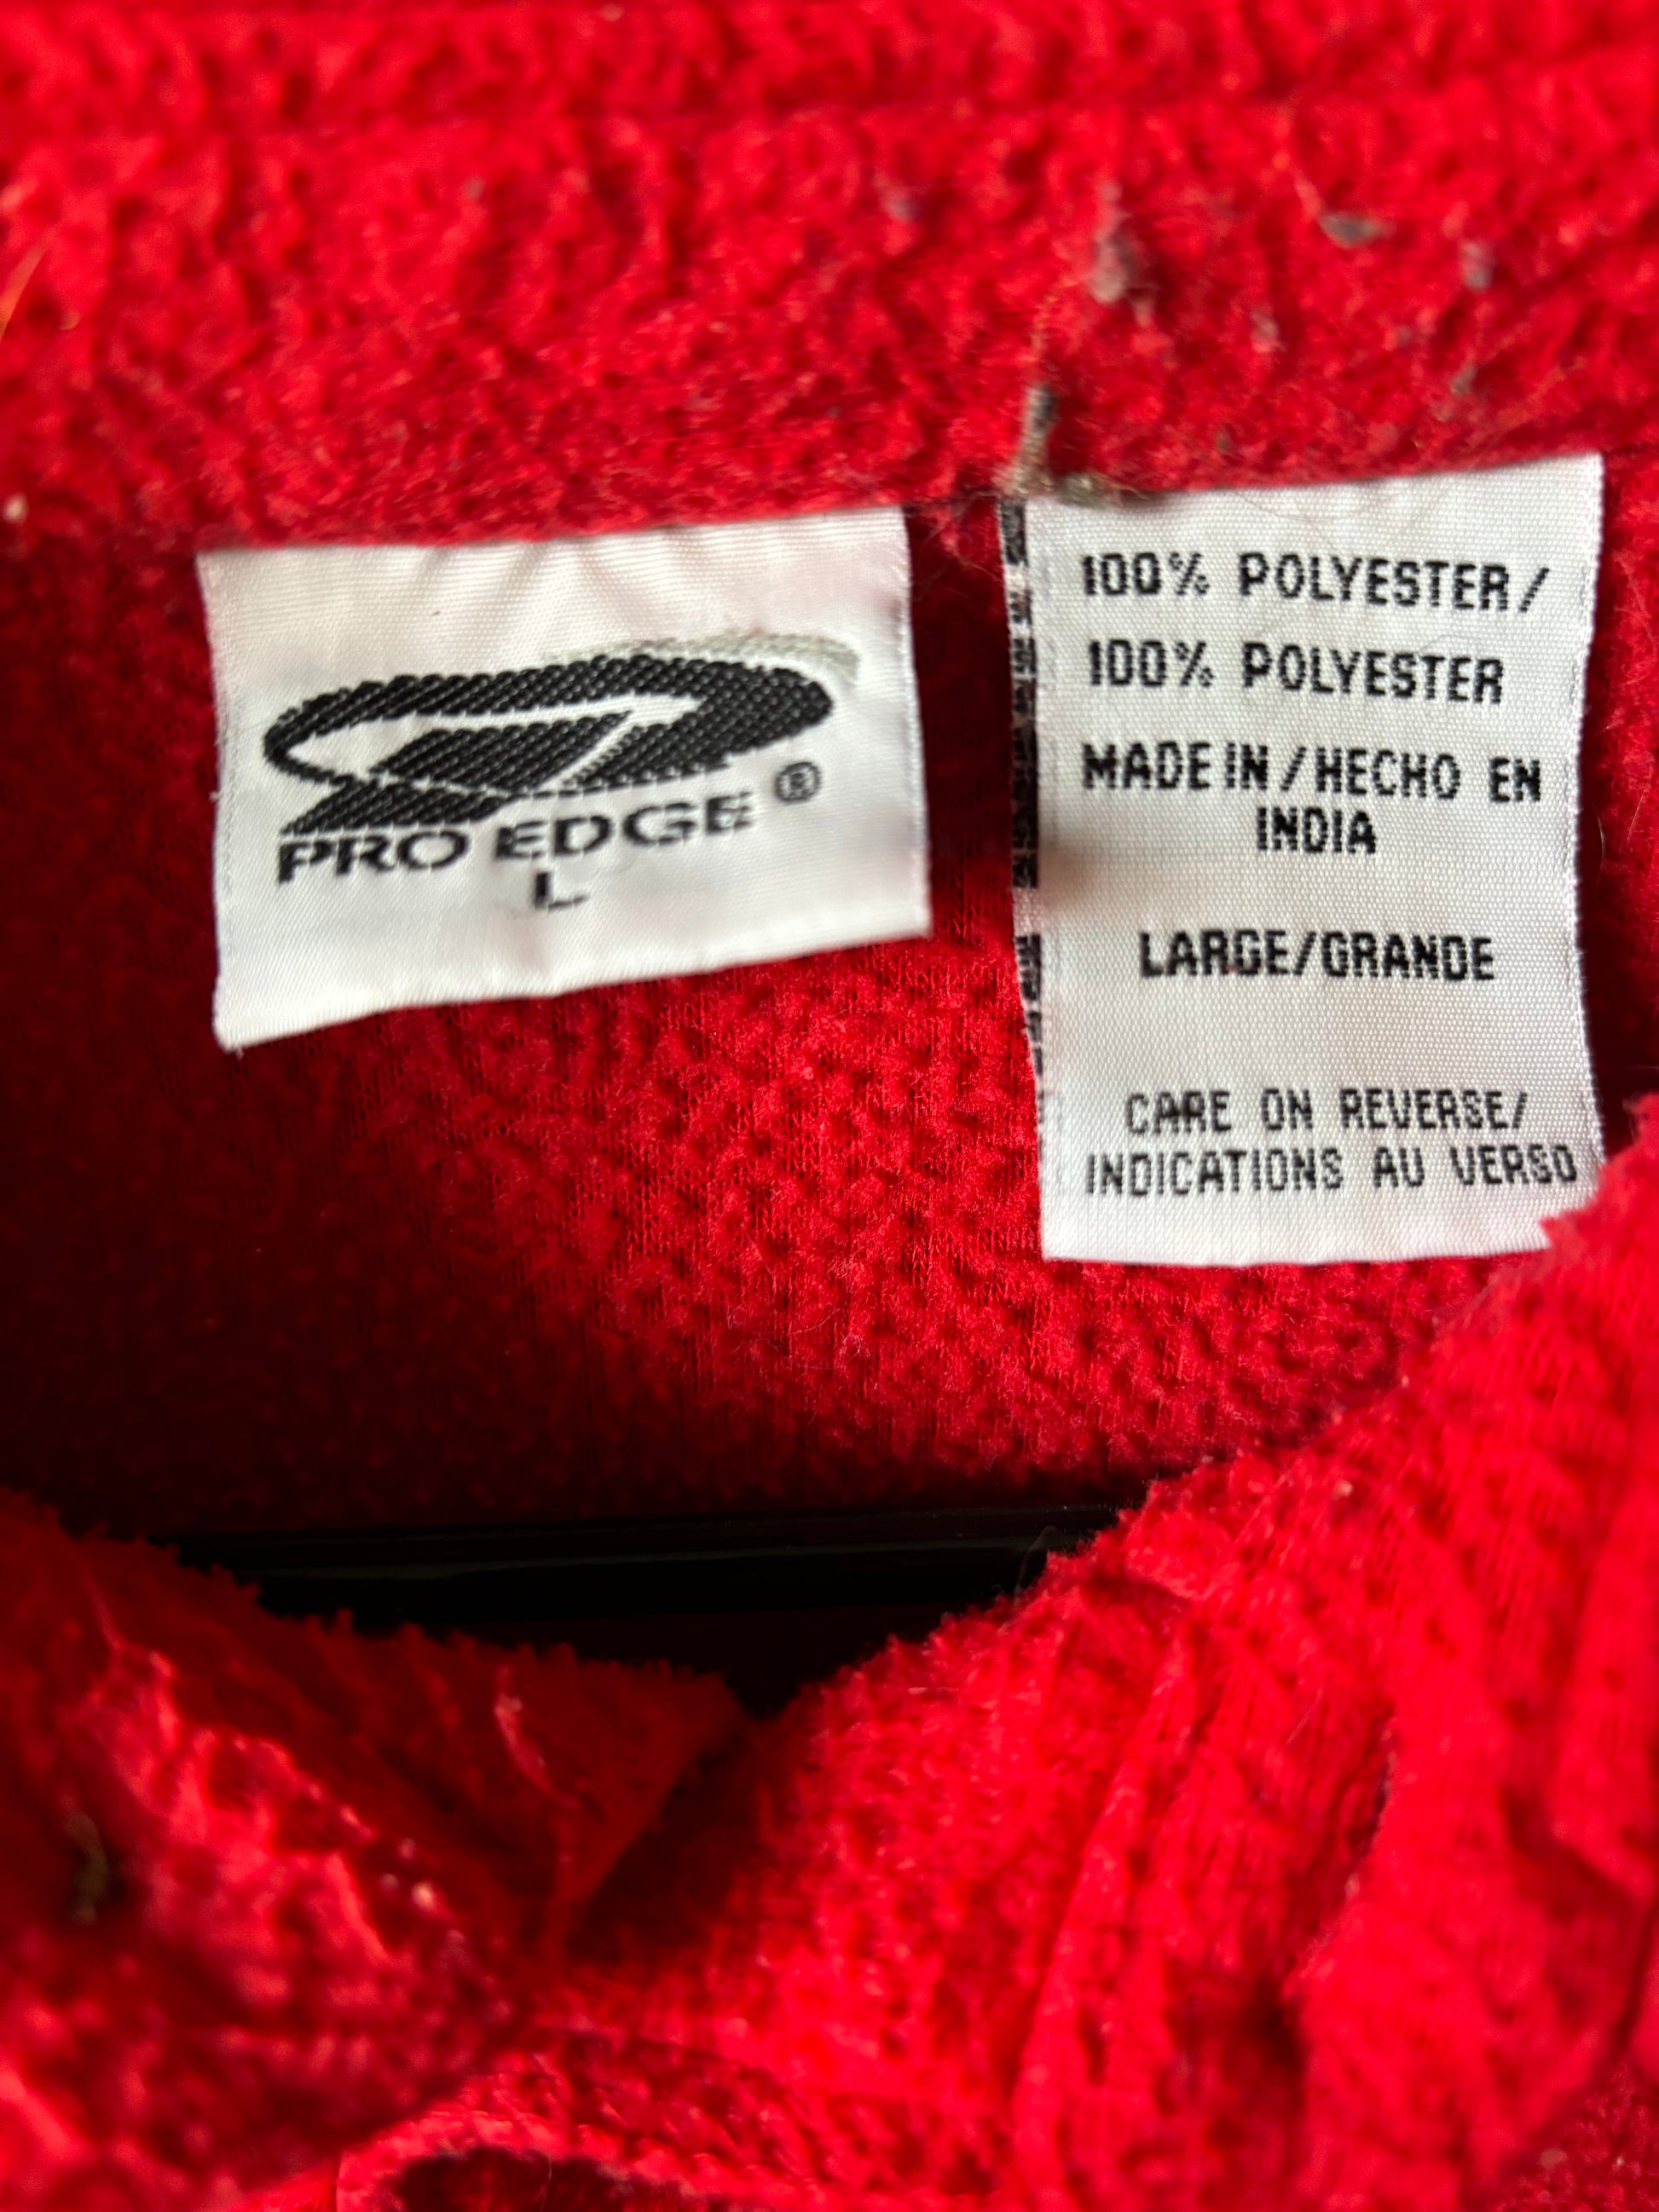 PRO EDGE ®
L
100% POLYESTER/
100% POLYESTER
MADE IN/HECHO EN
INDIA
LARGE/GRANDE
CARE ON REVERSE/
INDICATIONS AU VERSO